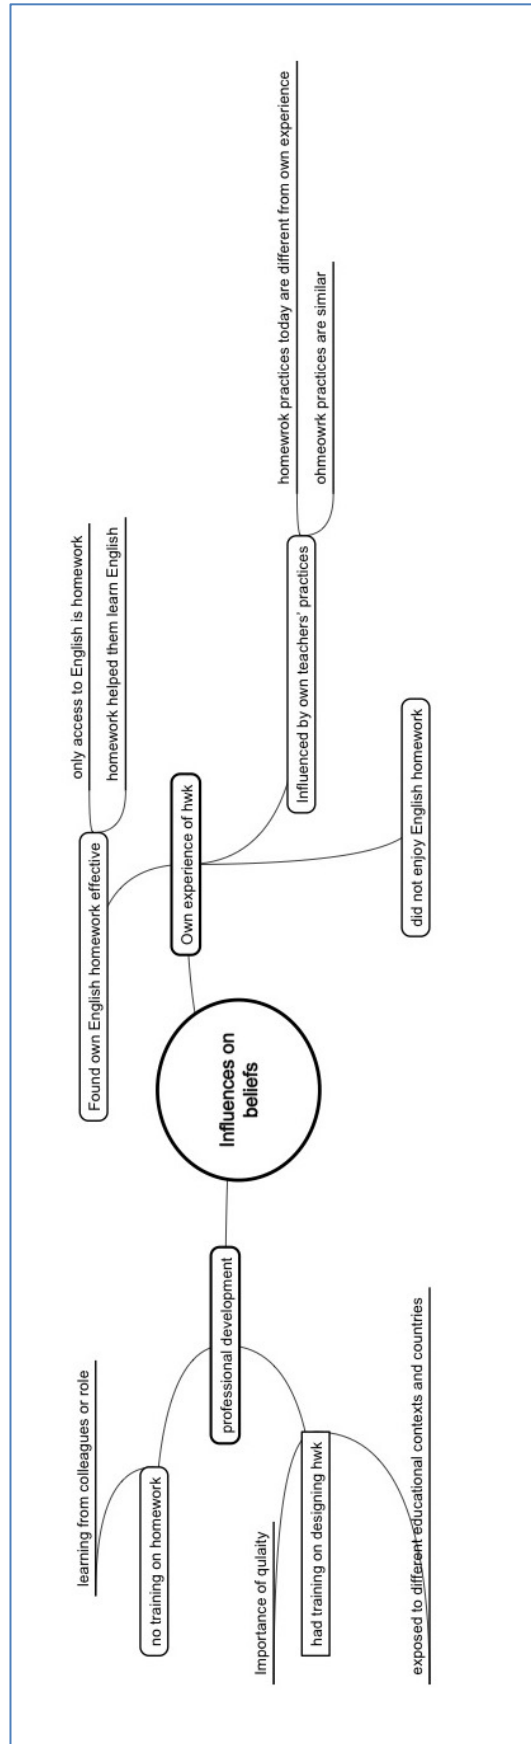 only access to English is homework
homework helped them learn English
Found own English homework effective
Own experience of hwk
homewrok practices today are different from own experience
ohmeowrk practices are similar
Influenced by own teachers' practices
did not enjoy English homework
Influences on
beliefs
professional development
learning from colleagues or role
no training on homework
Importance of qulaity
had training on designing hwk
exposed to different educational contexts and countries